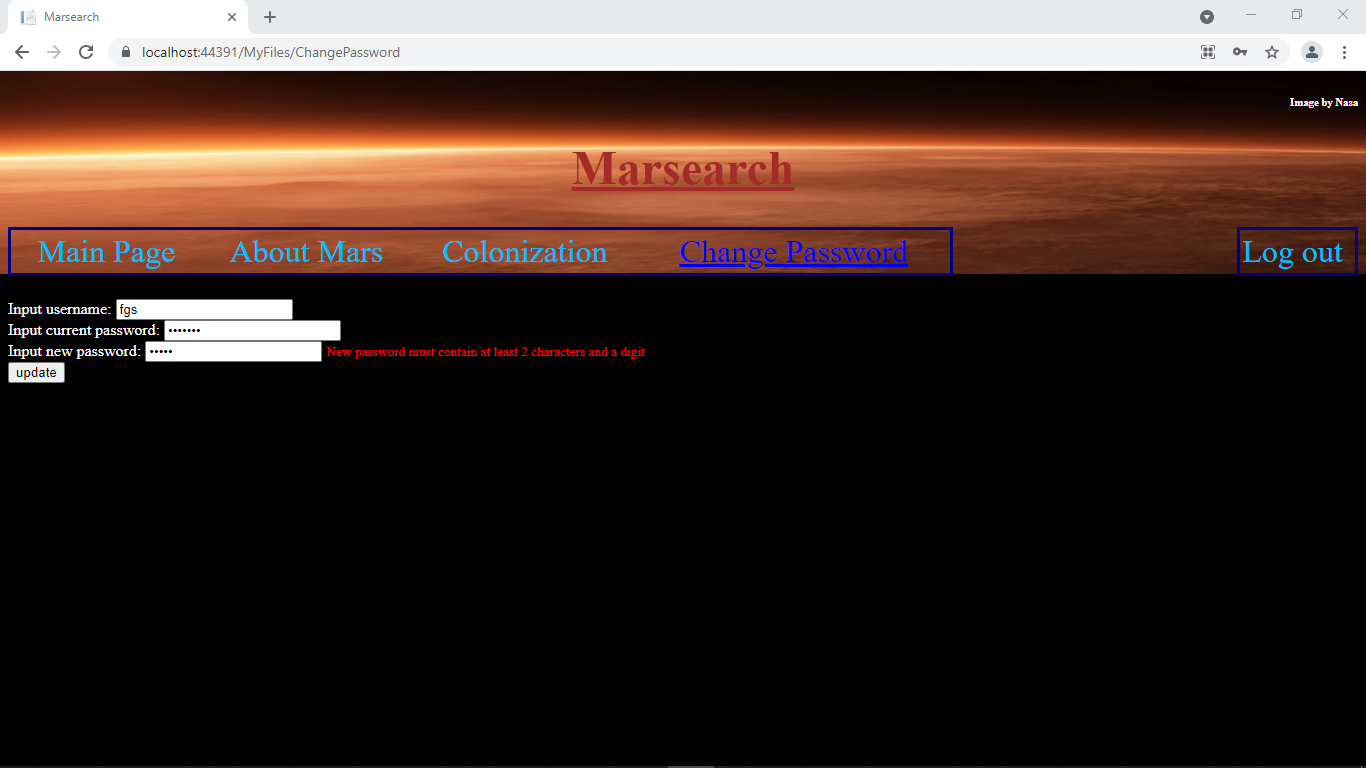 Marsearch
localhost:44391/MyFiles/ChangePassword
Image by Nasa
Marsearch
Main Page About Mars Colonization Change Password Log out
Input username: fgs
Input current password: •••••••
Input new password: ••••• New password must contain at least 2 characters and a digit
update